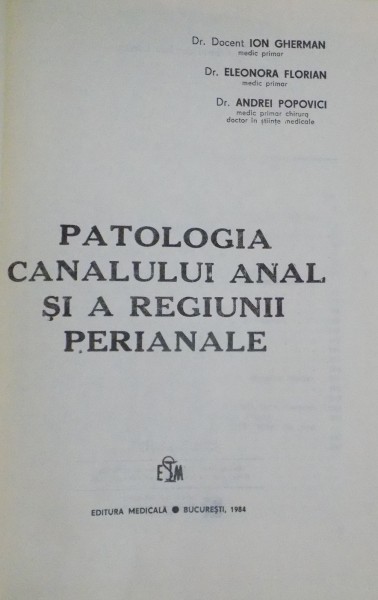 Dr. Docent ION GHERMAN
medic primar
Dr. ELEONORA FLORIAN
medic primar
Dr. ANDREI POPOVICI
medic primar chirurg
doctor în științe medicale
PATOLOGIA
CANALULUI ANAL
ȘI A REGIUNII
PERIANALE
EM
EDITURA MEDICALĂ ● BUCUREȘTI, 1984